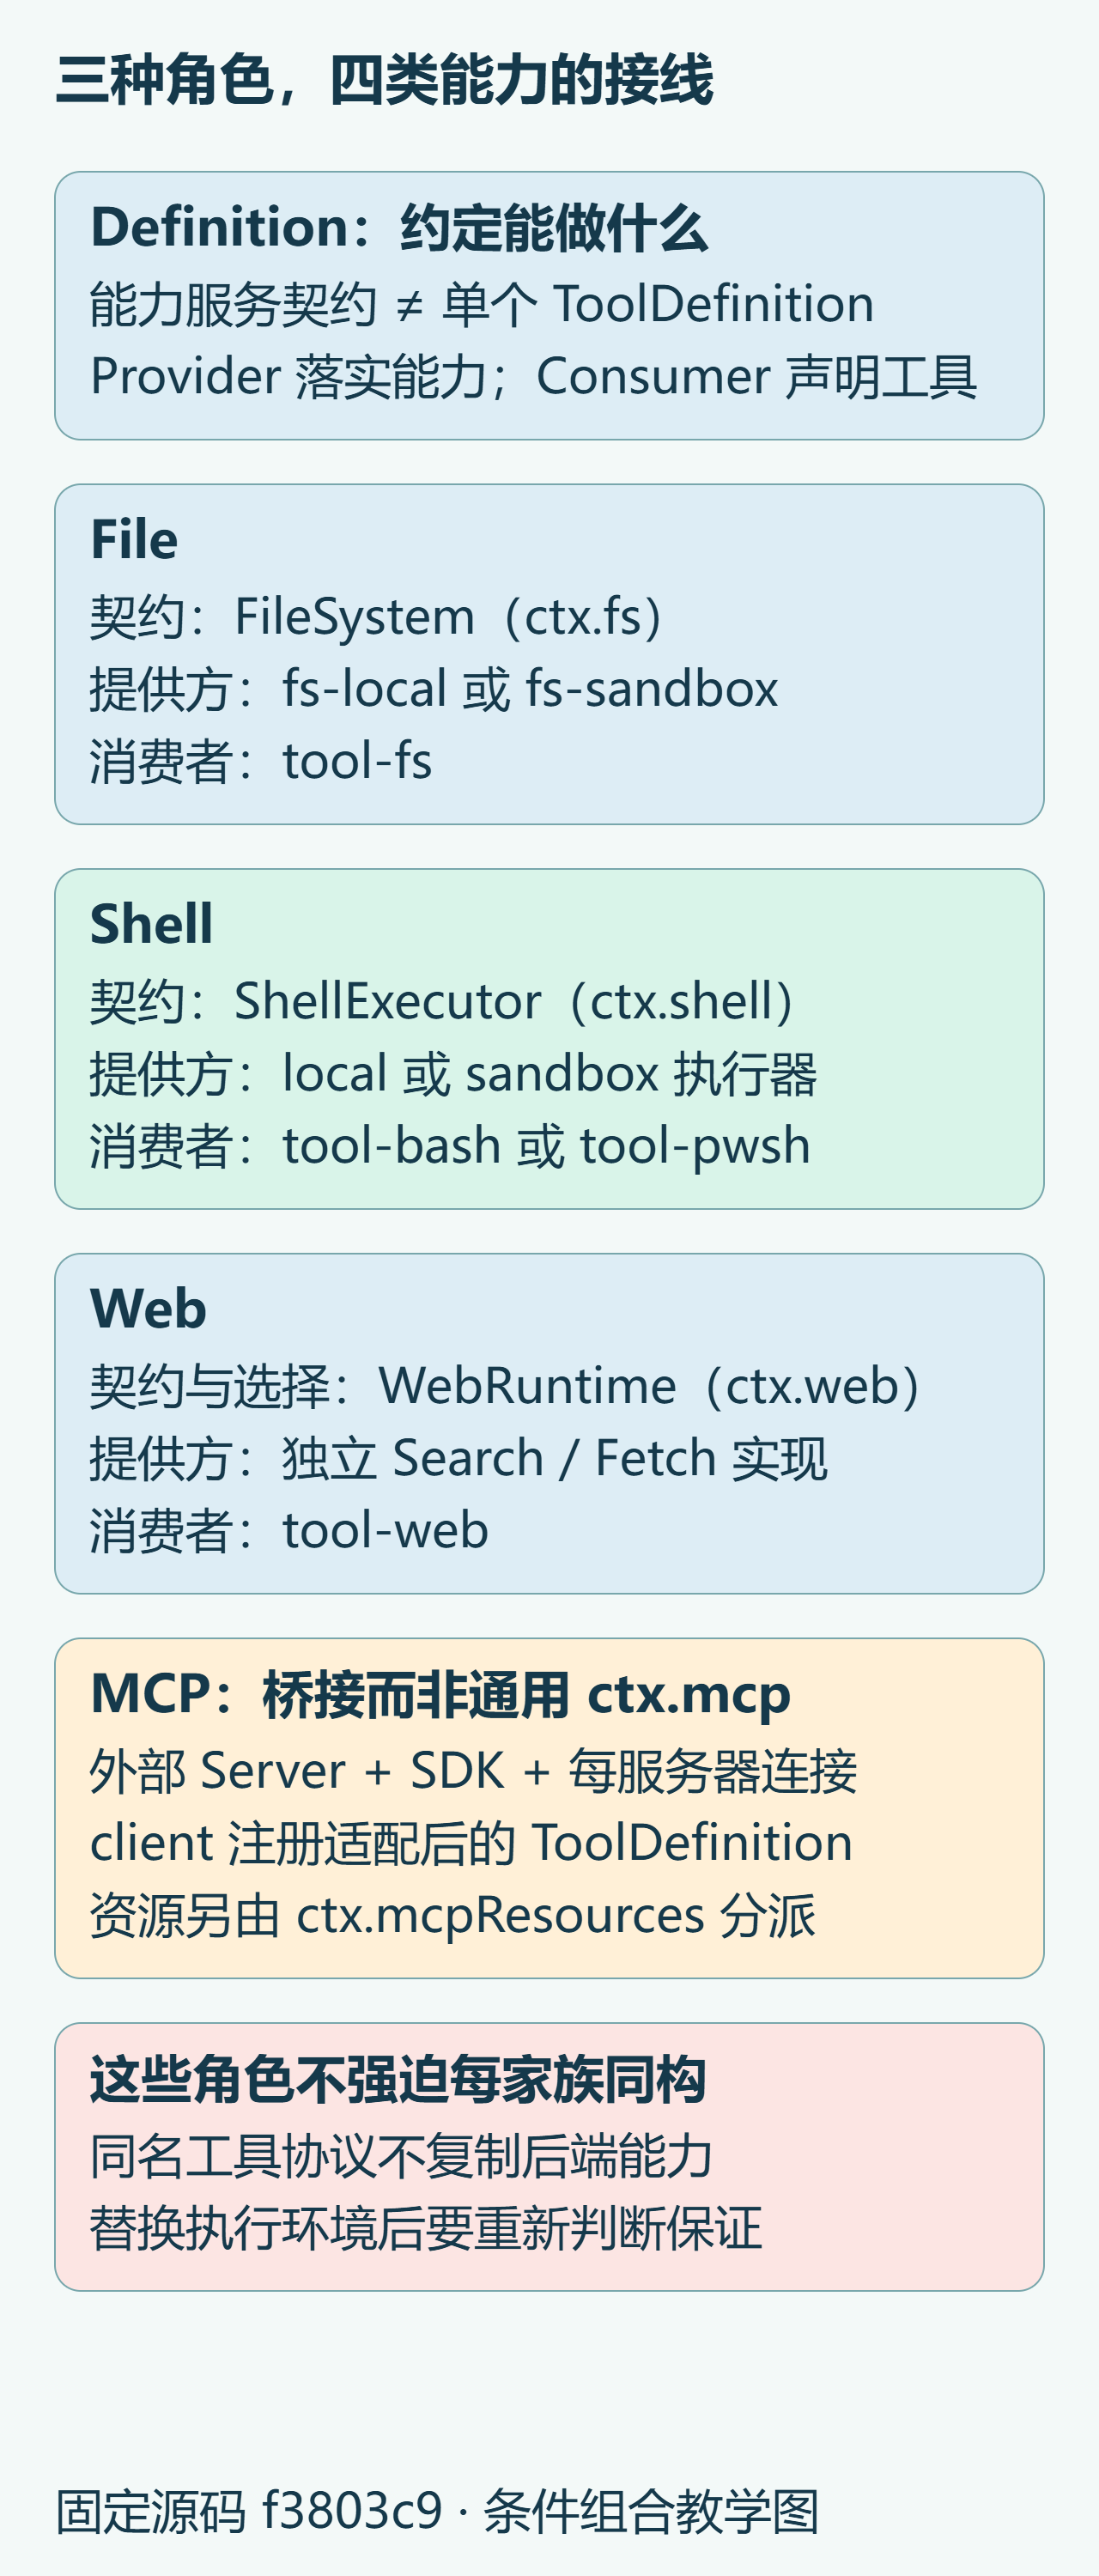 三种角色，四类能力的接线
Definition：约定能做什么
能力服务契约 ≠ 单个 ToolDefinition
Provider 落实能力；Consumer 声明工具
File
契约：FileSystem（ctx.fs）
提供方：fs-local 或 fs-sandbox
消费者：tool-fs
Shell
契约：ShellExecutor（ctx.shell）
提供方：local 或 sandbox 执行器
消费者：tool-bash 或 tool-pwsh
Web
契约与选择：WebRuntime（ctx.web）
提供方：独立 Search / Fetch 实现
消费者：tool-web
MCP：桥接而非通用 ctx.mcp
外部 Server + SDK + 每服务器连接
client 注册适配后的 ToolDefinition
资源另由 ctx.mcpResources 分派
这些角色不强迫每家族同构
同名工具协议不复制后端能力
替换执行环境后要重新判断保证
固定源码 f3803c9 · 条件组合教学图